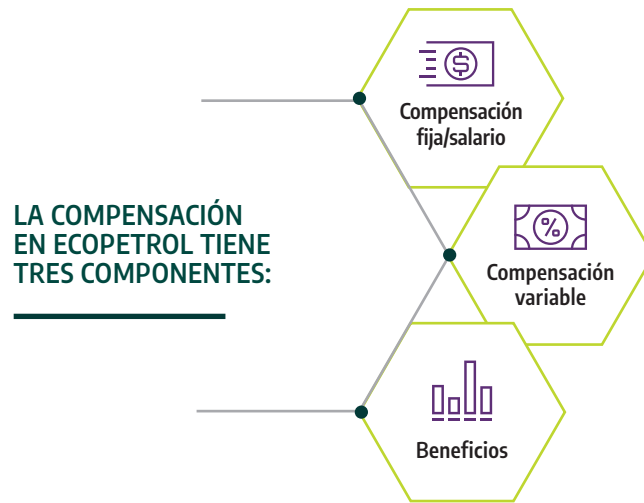 LA COMPENSACIÓN
EN ECOPETROL TIENE
TRES COMPONENTES:
$
Compensación
fija/salario
%
Compensación
variable
Beneficios